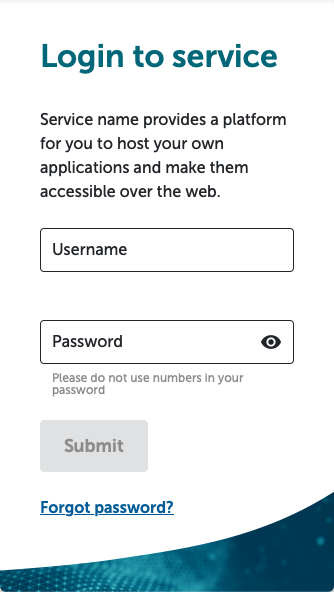 Login to service
Service name provides a platform
for you to host your own
applications and make them
accessible over the web.
Username
Password
Please do not use numbers in your
password
Submit
Forgot password?